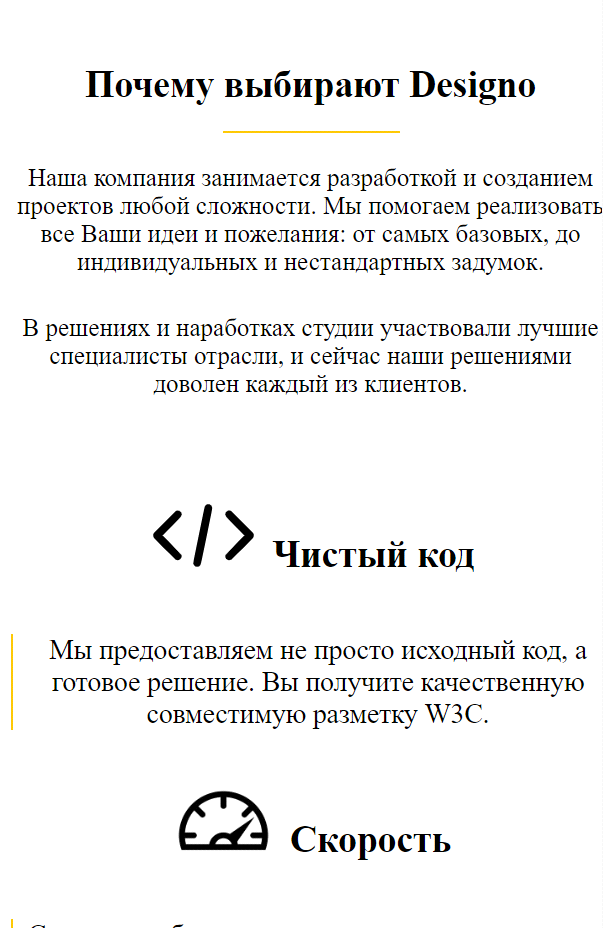 Почему выбирают Designo
Наша компания занимается разработкой и созданием
проектов любой сложности. Мы помогаем реализовать
все Ваши идеи и пожелания: от самых базовых, до
индивидуальных и нестандартных задумок.
В решениях и наработках студии участвовали лучшие
специалисты отрасли, и сейчас наши решениями
доволен каждый из клиентов.
Чистый код
Мы предоставляем не просто исходный код, а
готовое решение. Вы получите качественную
совместимую разметку W3C.
Скорость